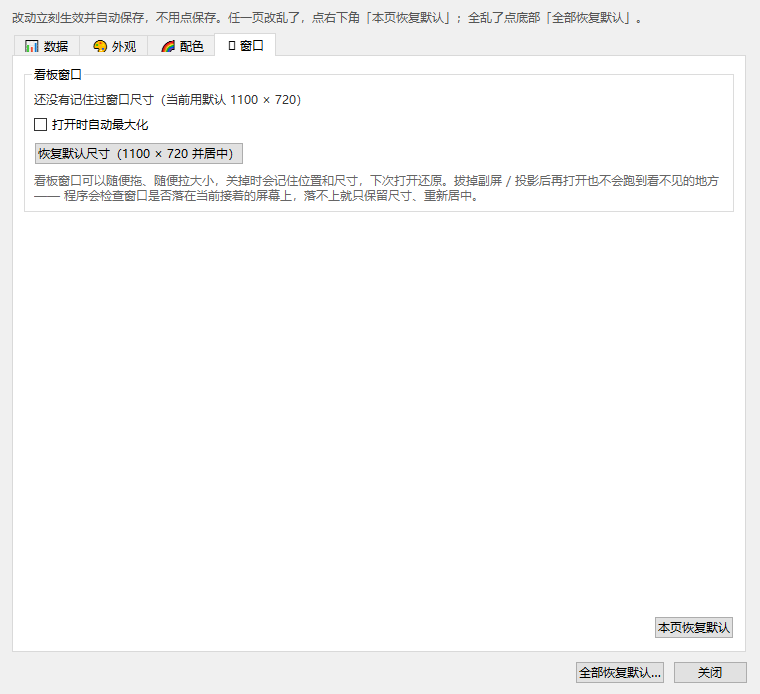 改动立刻生效并自动保存，不用点保存。任一页改乱了，点右下角「本页恢复默认」；全乱了点底部「全部恢复默认」。
数据 外观 配色 窗口
看板窗口
还没有记住过窗口尺寸（当前用默认 1100 × 720）
打开时自动最大化
恢复默认尺寸（1100 × 720 并居中）
看板窗口可以随便拖、随便拉大小，关掉时会记住位置和尺寸，下次打开还原。拔掉副屏 / 投影后再打开也不会跑到看不见的地方
—— 程序会检查窗口是否落在当前接着的屏幕上，落不上就只保留尺寸、重新居中。
本页恢复默认
全部恢复默认... 关闭